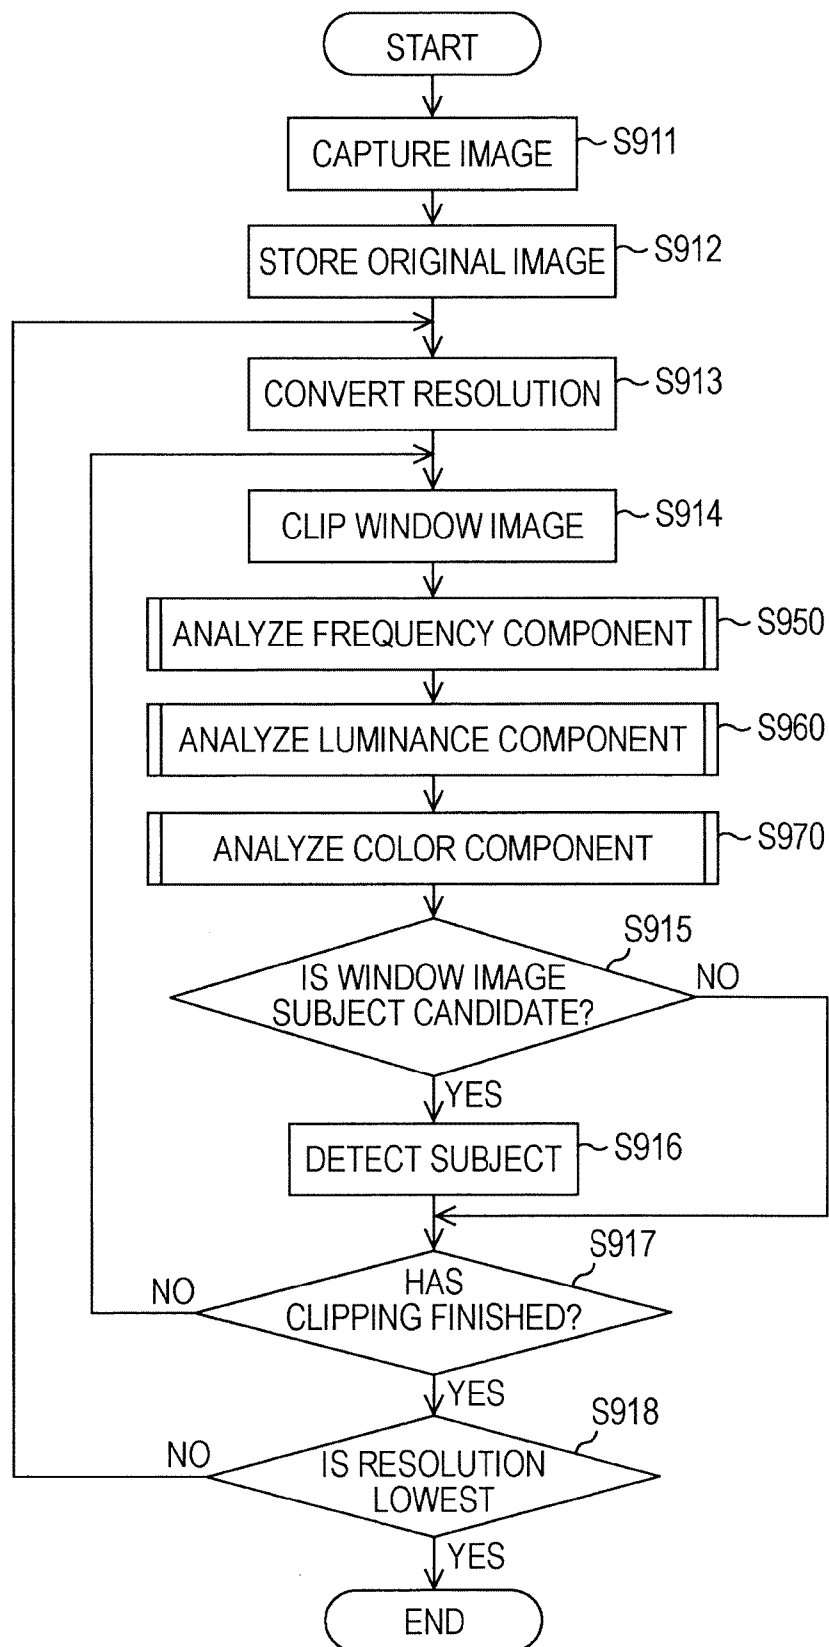 START
CAPTURE IMAGE
S911
STORE ORIGINAL IMAGE
S912
CONVERT RESOLUTION
S913
CLIP WINDOW IMAGE
S914
ANALYZE FREQUENCY COMPONENT
S950
ANALYZE LUMINANCE COMPONENT
S960
ANALYZE COLOR COMPONENT
S970
S915
IS WINDOW IMAGE
SUBJECT CANDIDATE?
NO
YES
DETECT SUBJECT
S916
S917
HAS
CLIPPING FINISHED?
NO
YES
S918
IS RESOLUTION
LOWEST
NO
YES
END